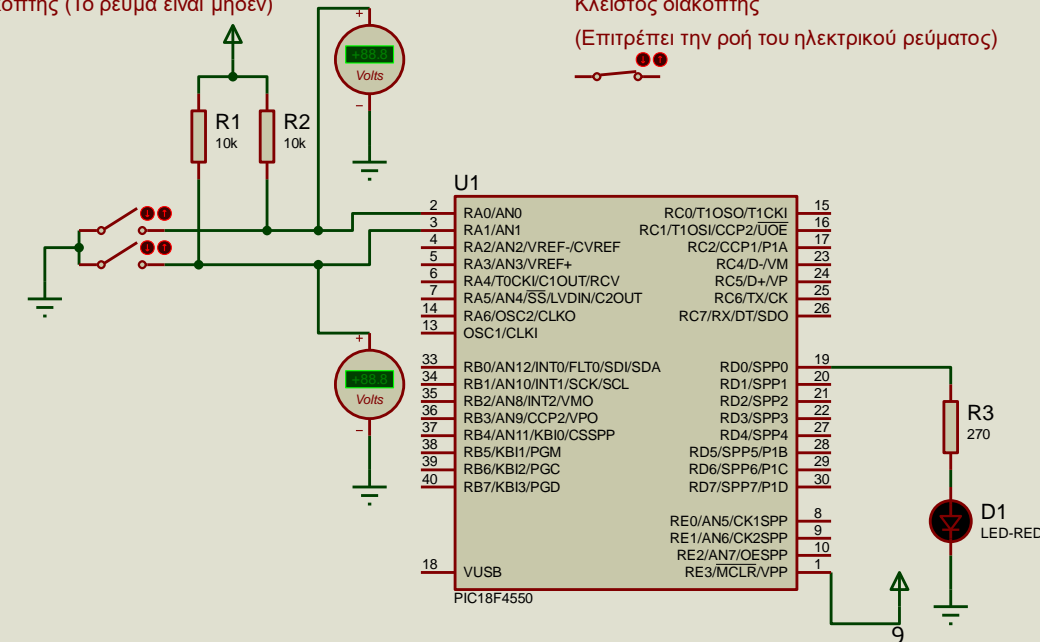 (Το ρεύμα είναι μηδέν)
Κλειστός διακόπτης
(Επιτρέπει την ροή του ηλεκτρικού ρεύματος)
+88.8
Volts
R1
10k
R2
10k
U1
2 RA0/AN0 RC0/T1OSO/T1CKI 15
3 RA1/AN1 RC1/T1OSI/CCP2/UOE 16
4 RA2/AN2/VREF-/CVREF RC2/CCP1/P1A 17
5 RA3/AN3/VREF+ RC4/D-/VM 23
6 RA4/T0CKI/C1OUT/RCV RC5/D+/VP 24
7 RA5/AN4/SS/LVDIN/C2OUT RC6/TX/CK 25
14 RA6/OSC2/CLKO RC7/RX/DT/SDO 26
13 OSC1/CLKI
+88.8
Volts
33 RB0/AN12/INT0/FLT0/SDI/SDA RD0/SPP0 19
34 RB1/AN10/INT1/SCK/SCL RD1/SPP1 20
35 RB2/AN8/INT2/VMO RD2/SPP2 21
36 RB3/AN9/CCP2/VPO RD3/SPP3 22
37 RB4/AN11/KBI0/CSSPP RD4/SPP4 27
38 RB5/KBI1/PGM RD5/SPP5/P1B 28
39 RB6/KBI2/PGC RD6/SPP6/P1C 29
40 RB7/KBI3/PGD RD7/SPP7/P1D 30
R3
270
RE0/AN5/CK1SPP 8
RE1/AN6/CK2SPP 9
RE2/AN7/OESPP 10
18 VUSB RE3/MCLR/VPP 1
D1
LED-RED
PIC18F4550
9